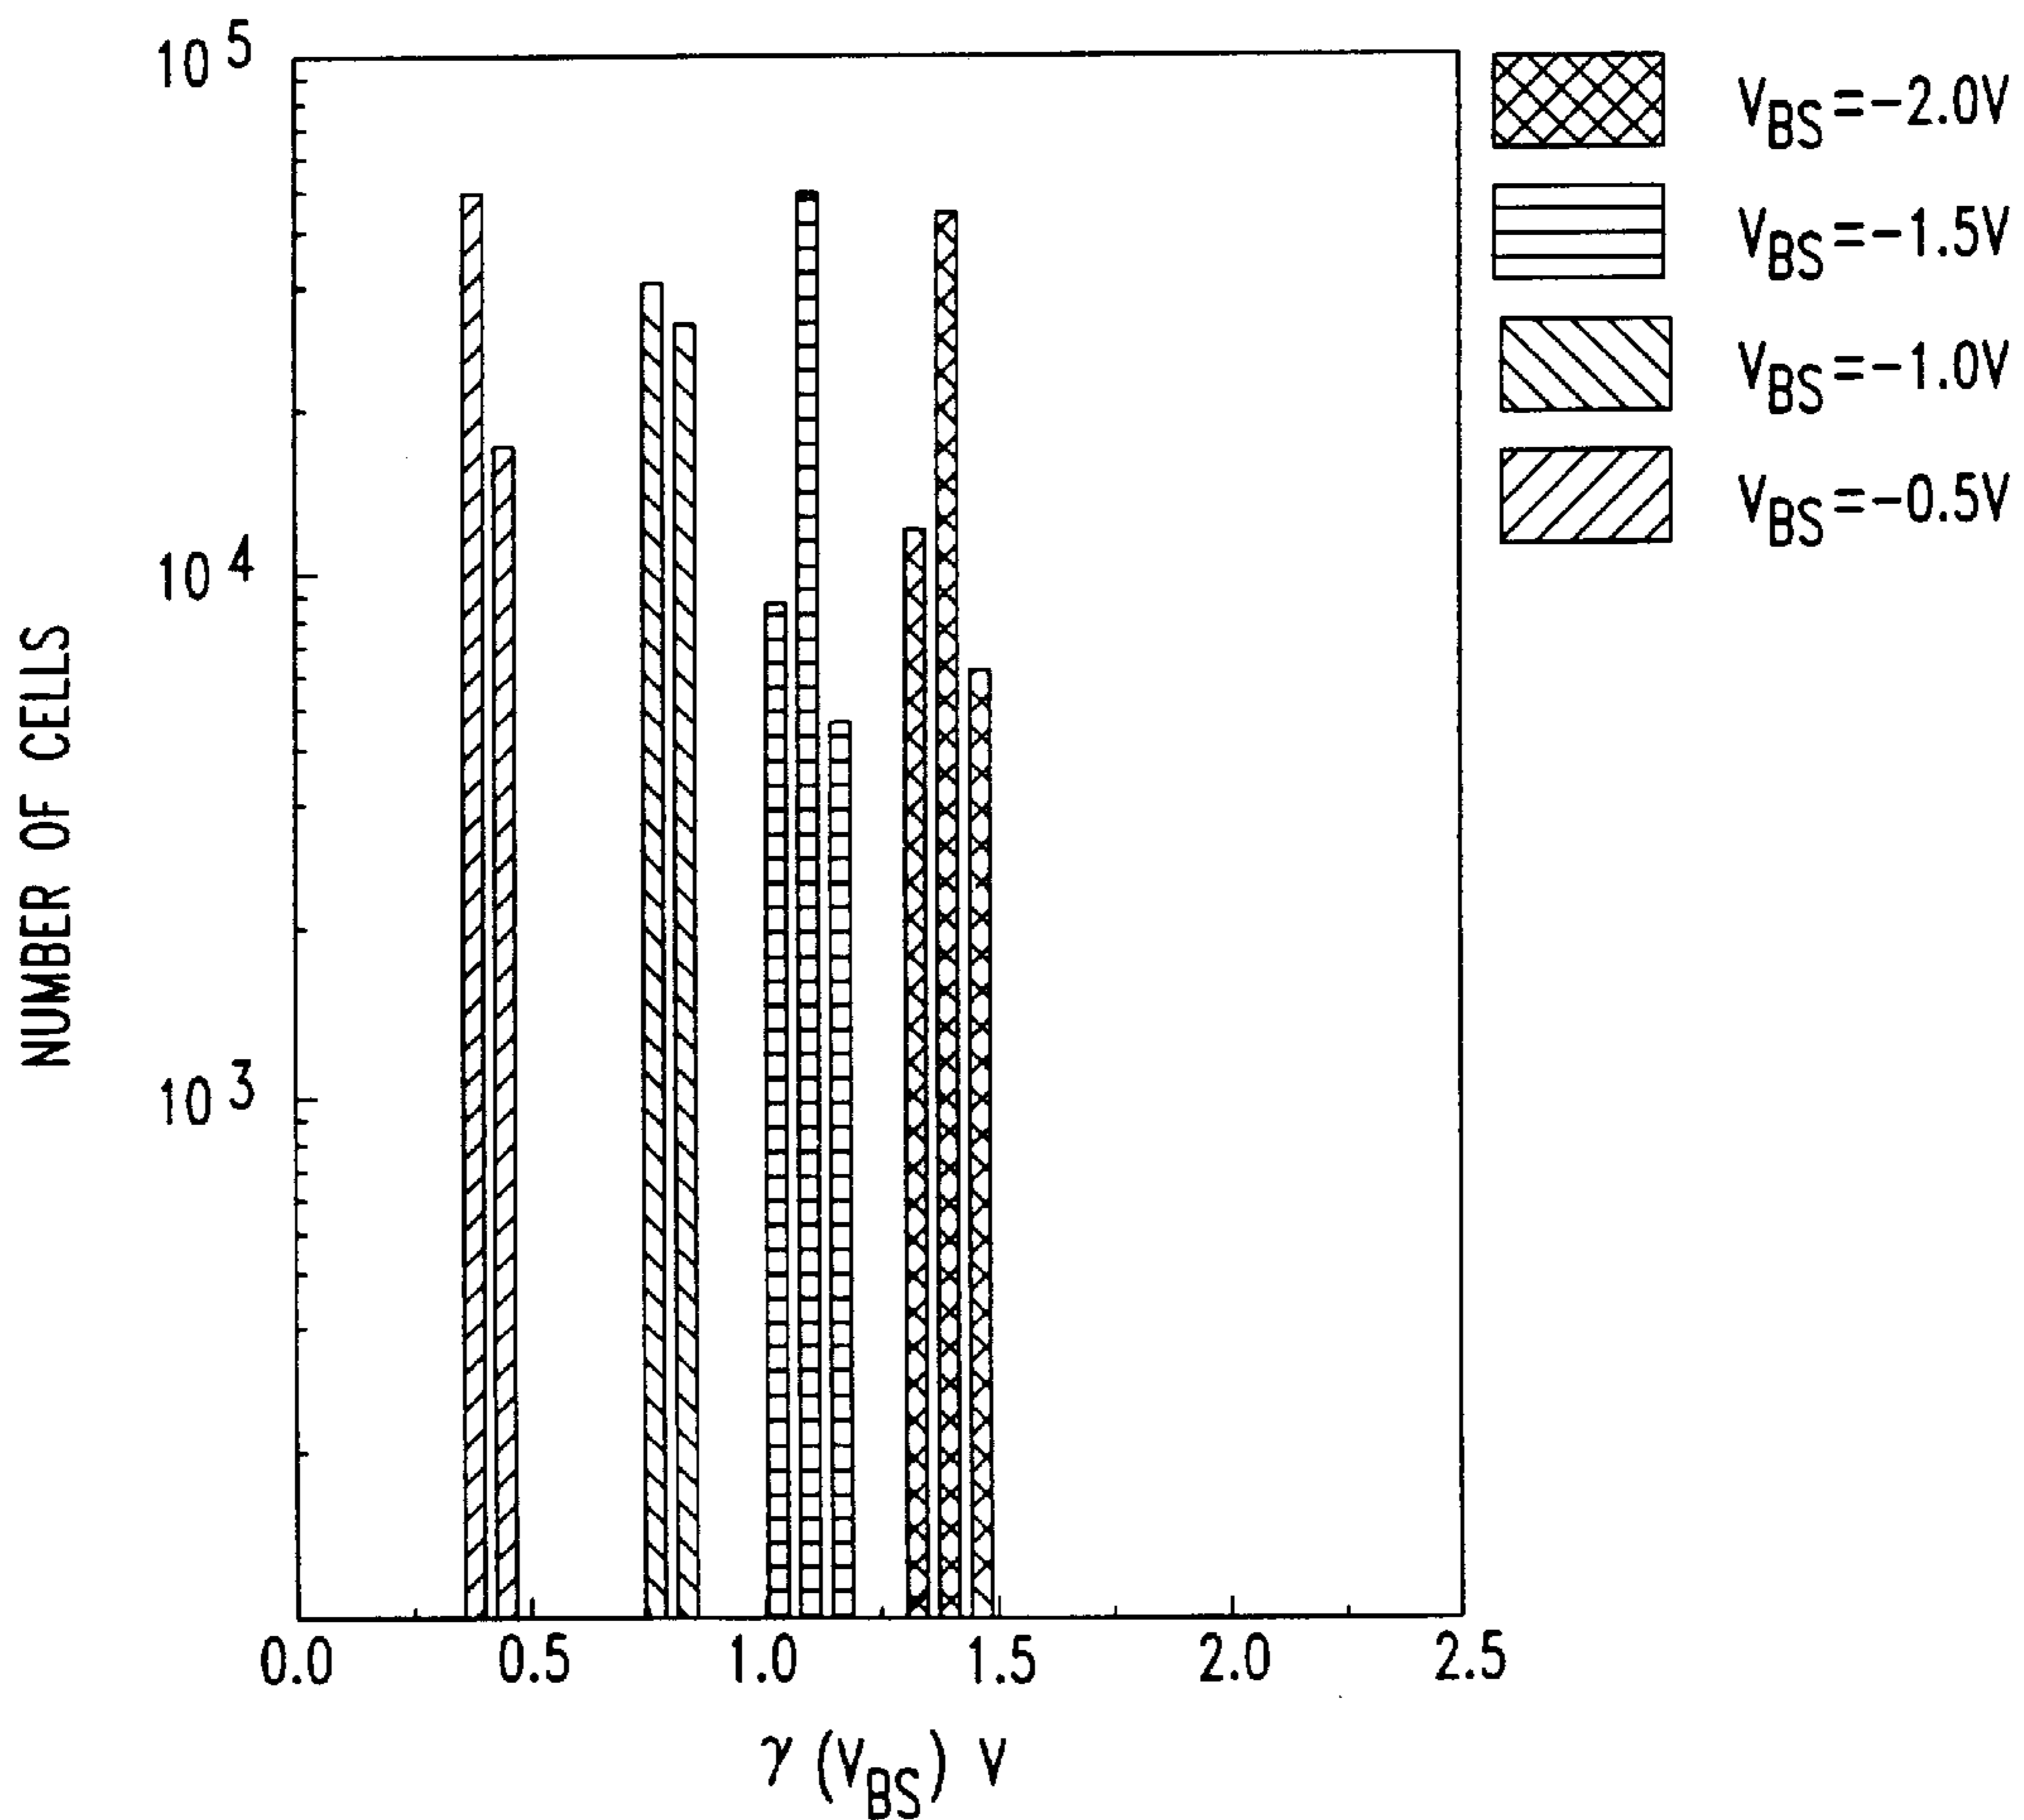 NUMBER OF CELLS
10^5
10^4
10^3
0.0 0.5 1.0 1.5 2.0 2.5
γ (V_BS) V
V_BS=-2.0V
V_BS=-1.5V
V_BS=-1.0V
V_BS=-0.5V